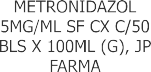 METRONIDAZOL
5MG/ML SF CX C/50
BLS X 100ML (G), JP
FARMA